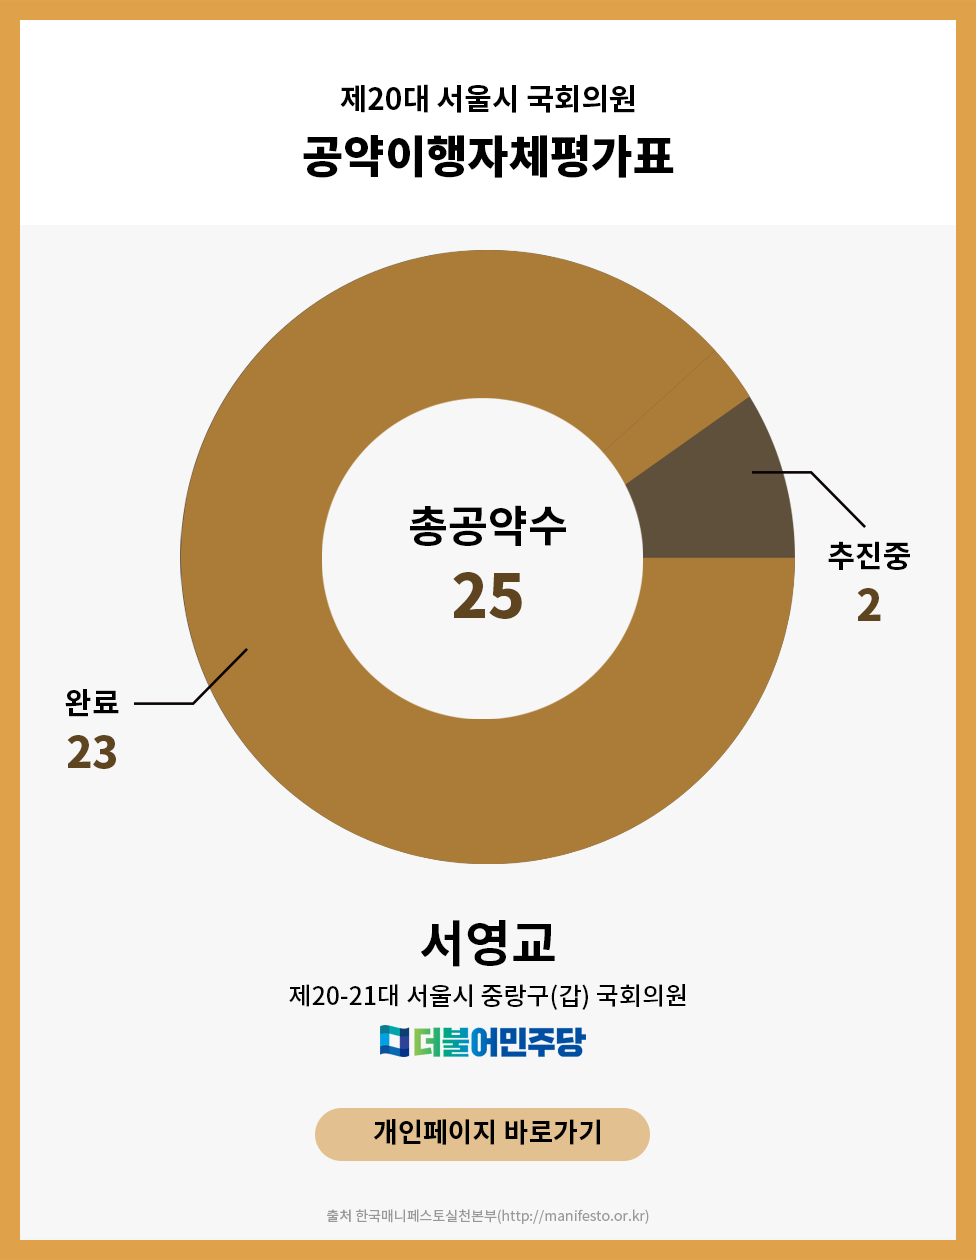 제20대 서울시 국회의원
공약이행자체평가표
총공약수
25
추진중
2
완료
23
서영교
제20-21대 서울시 중랑구(갑) 국회의원
더불어민주당
개인페이지 바로가기
출처 한국매니페스토실천본부(http://manifesto.or.kr)